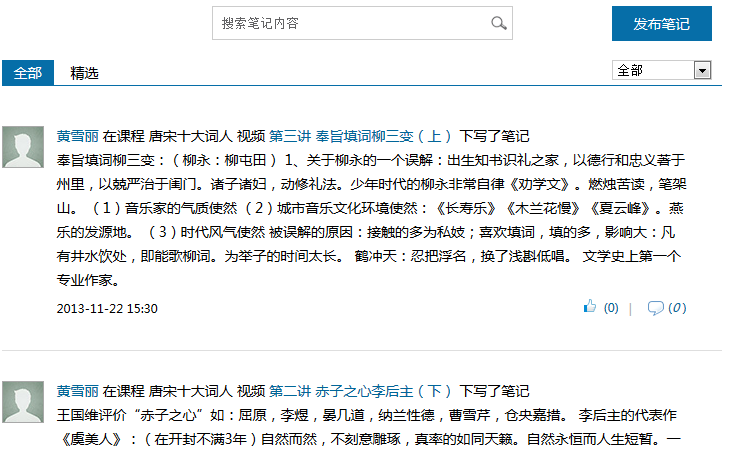 搜索笔记内容
发布笔记
全部 精选 全部
黄雪丽 在课程 唐宋十大词人 视频 第三讲 奉旨填词柳三变（上） 下写了笔记
奉旨填词柳三变：（柳永：柳屯田） 1、关于柳永的一个误解：出生知书识礼之家，以德行和忠义著于
州里，以兢严治于闺门。诸子诸妇，动修礼法。少年时代的柳永非常自律《劝学文》。燃烛苦读，笔架
山。 （1）音乐家的气质使然 （2）城市音乐文化环境使然：《长寿乐》《木兰花慢》《夏云峰》。燕
乐的发源地。 （3）时代风气使然 被误解的原因：接触的多为私妓；喜欢填词，填的多，影响大：凡
有井水饮处，即能歌柳词。为举子的时间太长。 鹤冲天：忍把浮名，换了浅斟低唱。 文学史上第一个
专业作家。
2013-11-22 15:30 (0) | (0)
黄雪丽 在课程 唐宋十大词人 视频 第二讲 赤子之心李后主（下） 下写了笔记
王国维评价“赤子之心”如：屈原，李煜，晏几道，纳兰性德，曹雪芹，仓央嘉措。 李后主的代表作
《虞美人》：（在开封不满3年）自然而然，不刻意雕琢，真率的如同天籁。自然永恒而人生短暂。一